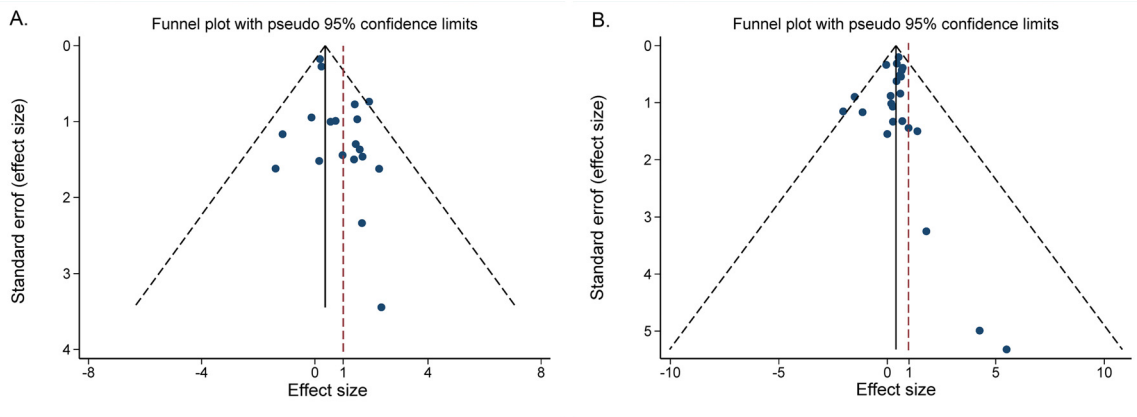 A.
Funnel plot with pseudo 95% confidence limits
Standard errof (effect size)
0
1
2
3
4
-8
-4
0
1
4
8
Effect size
B.
Funnel plot with pseudo 95% confidence limits
Standard errof (effect size)
0
1
2
3
4
5
-10
-5
0
1
5
10
Effect size